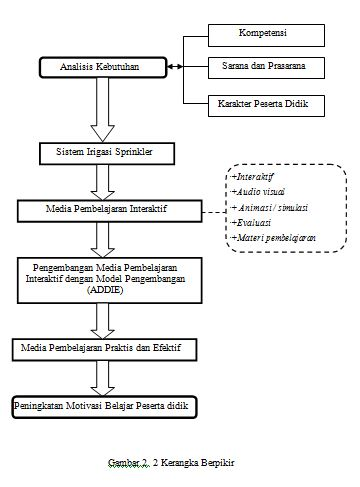 Kompetensi
Analisis Kebutuhan
Sarana dan Prasarana
Karakter Peserta Didik
Sistem Irigasi Sprinkler
Media Pembelajaran Interaktif
+Interaktif
+Audio visual
+ Animasi / simulasi
+Evaluasi
+Materi pembelajaran
Pengembangan Media Pembelajaran
Interaktif dengan Model Pengembangan
(ADDIE)
Media Pembelajaran Praktis dan Efektif
Peningkatan Motivasi Belajar Peserta didik
Gambar 2. 2 Kerangka Berpikir